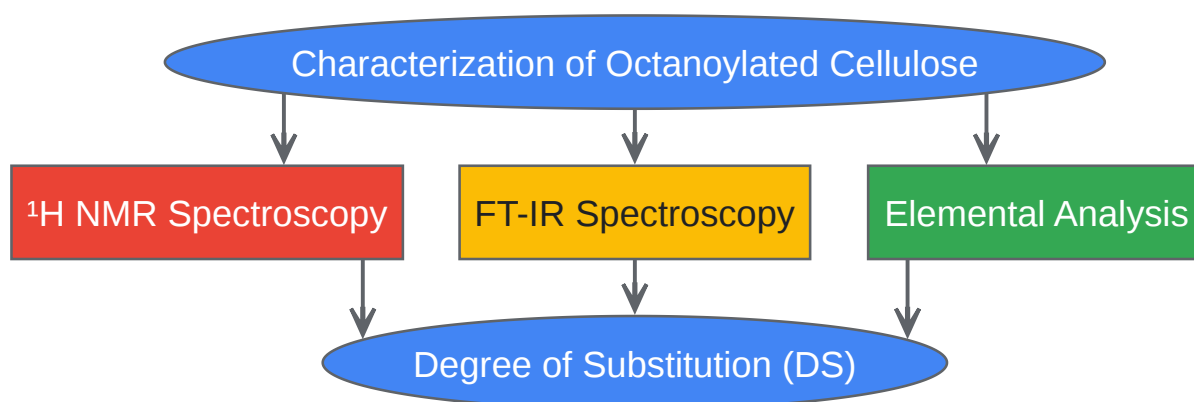 Characterization of Octanoylated Cellulose
¹H NMR Spectroscopy
FT-IR Spectroscopy
Elemental Analysis
Degree of Substitution (DS)